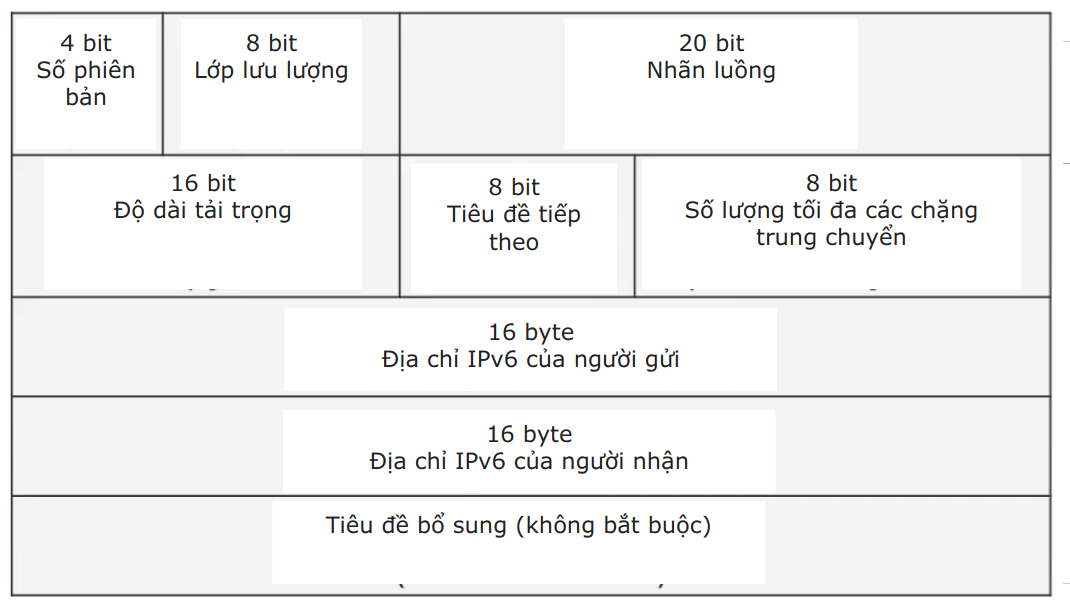 4 bit
Số phiên
bản
8 bit
Lớp lưu lượng
20 bit
Nhãn luồng
16 bit
Độ dài tải trọng
8 bit
Tiêu đề tiếp
theo
8 bit
Số lượng tối đa các chặng
trung chuyển
16 byte
Địa chỉ IPv6 của người gửi
16 byte
Địa chỉ IPv6 của người nhận
Tiêu đề bổ sung (không bắt buộc)